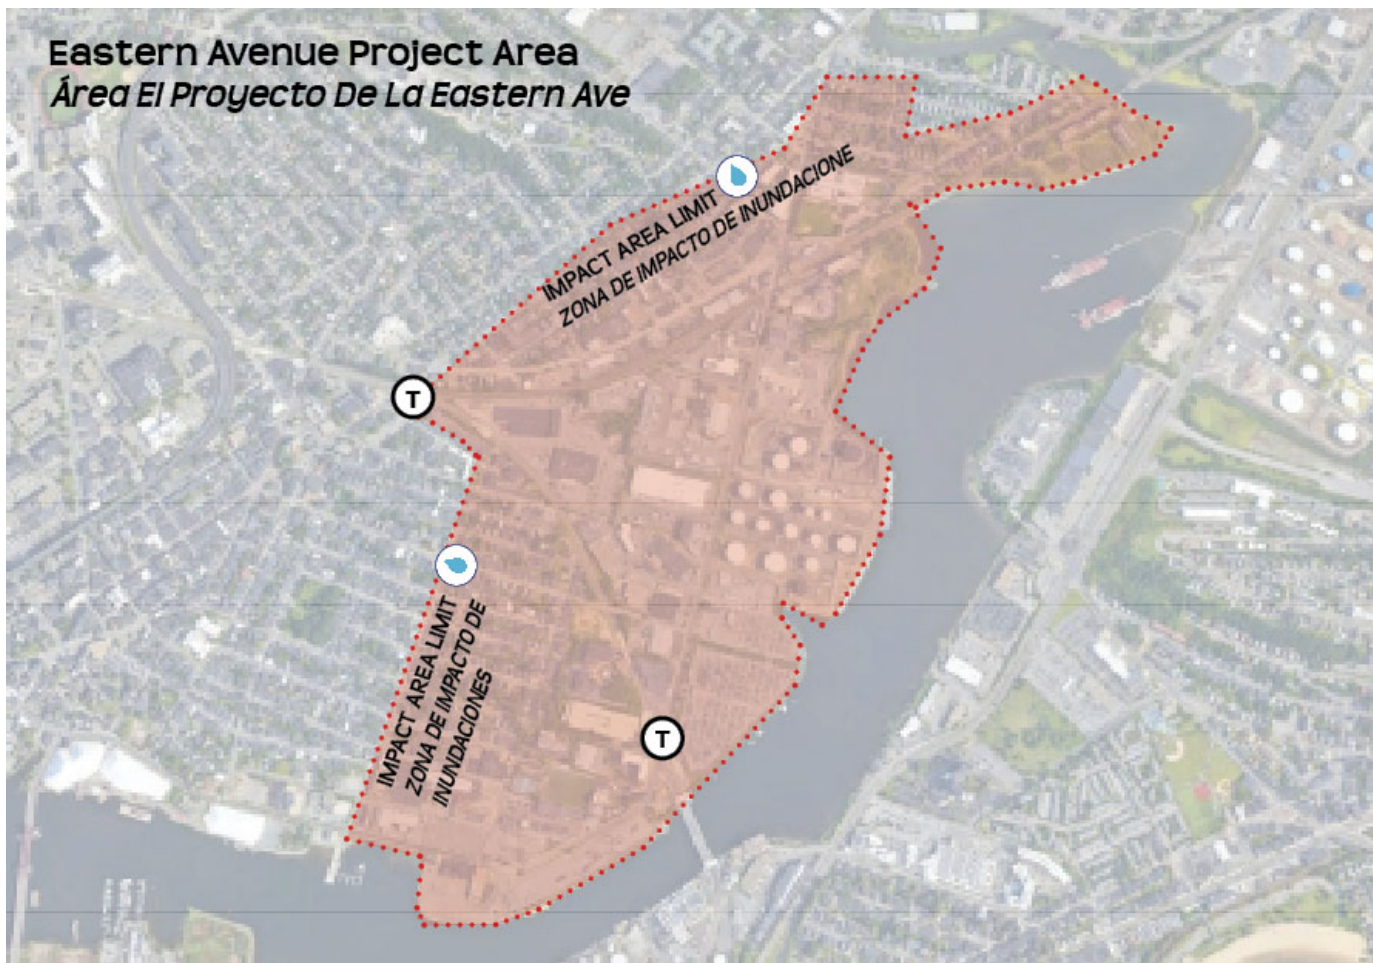 Eastern Avenue Project Area
Área El Proyecto De La Eastern Ave
IMPACT AREA LIMIT
ZONA DE IMPACTO DE INUNDACIONE
T
IMPACT AREA LIMIT
ZONA DE IMPACTO DE
INUNDACIONES
T